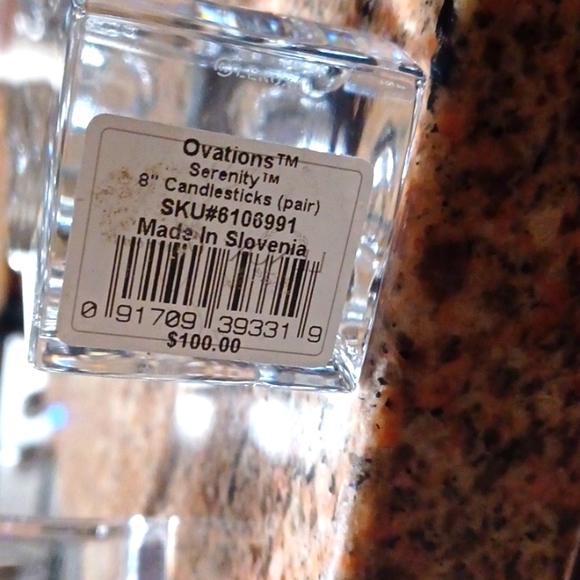 Ovations™
Serenity™
8" Candlesticks (pair)
SKU#6106991
Made In Slovenia
0 91709 39331 9
$100.00